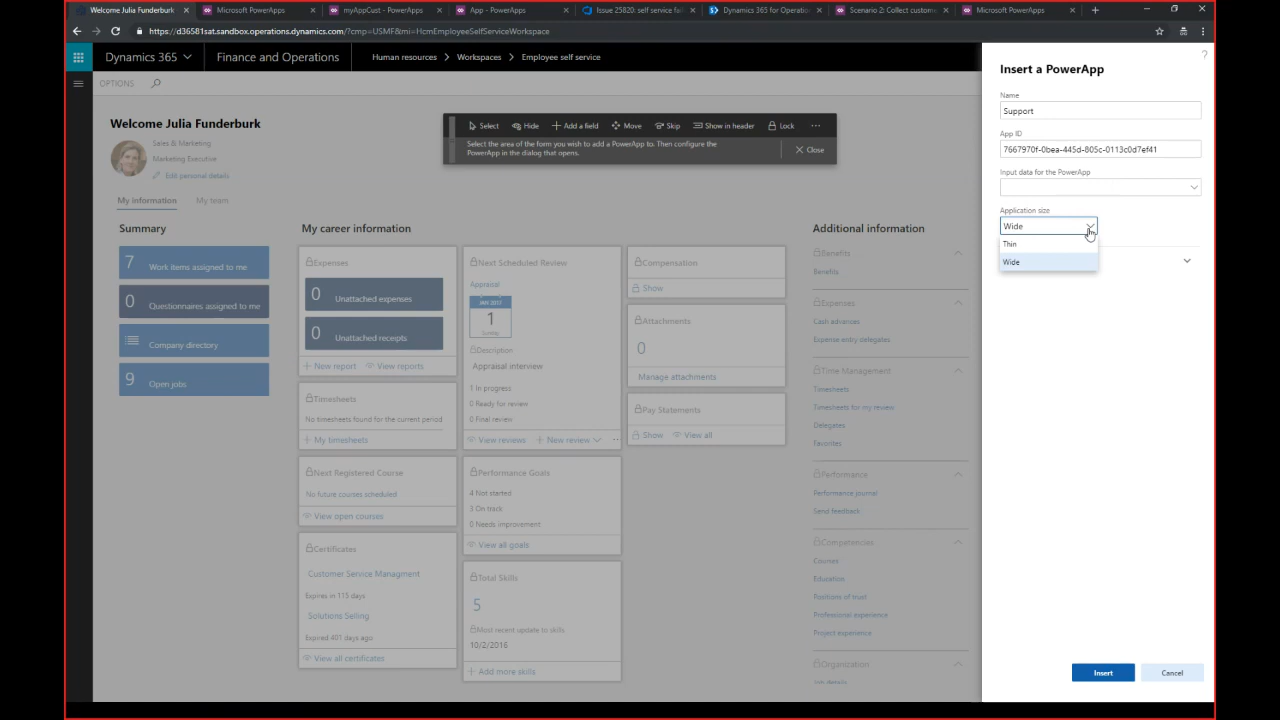 Welcome Julia Funderburk
Microsoft PowerApps
myAppCust - PowerApps
App - PowerApps
Issue 25820: self service fai
Dynamics 365 for Operation
Scenario 2: Collect custome
Microsoft PowerApps
https://d36581sat.sandbox.operations.dynamics.com/?cmp=USMF&mi=HcmEmployeeSelfServiceWorkspace
Dynamics 365
Finance and Operations
Human resources > Workspaces > Employee self service
OPTIONS
Welcome Julia Funderburk
Sales & Marketing
Marketing Executive
Edit personal details
My information
My team
Select
Hide
+ Add a field
Move
Skip
Show in header
Lock
...
Select the area of the form you wish to add a PowerApp to. Then configure the
PowerApp in the dialog that opens.
Close
Summary
7 Work items assigned to me
0 Questionnaires assigned to me
Company directory
9 Open jobs
My career information
Expenses
0 Unattached expenses
0 Unattached receipts
+ New report
View reports
Timesheets
No timesheets found for the current period
+ My timesheets
Next Registered Course
No future courses scheduled
View open courses
Certificates
Customer Service Managment
Expires in 115 days
Solutions Selling
Expired 401 days ago
View all certificates
Next Scheduled Review
Appraisal
1
Sunday
Description
Appraisal interview
1 In progress
0 Ready for review
0 Final review
View reviews
+ New review
...
Performance Goals
4 Not started
3 On track
0 Needs improvement
View all goals
Total Skills
5
Most recent update to skills
10/2/2016
+ Add more skills
Compensation
Show
Attachments
0
Manage attachments
Pay Statements
Show
View all
Additional information
Benefits
Benefits
Expenses
Cash advances
Expense entry delegates
Time Management
Timesheets
Timesheets for my review
Delegates
Favorites
Performance
Performance journal
Send feedback
Competencies
Courses
Education
Positions of trust
Professional experience
Project experience
Organization
?
Insert a PowerApp
Name
Support
App ID
7667970f-0bea-445d-805c-0113c0d7ef41
Input data for the PowerApp
Application size
Wide
Thin
Wide
Insert
Cancel